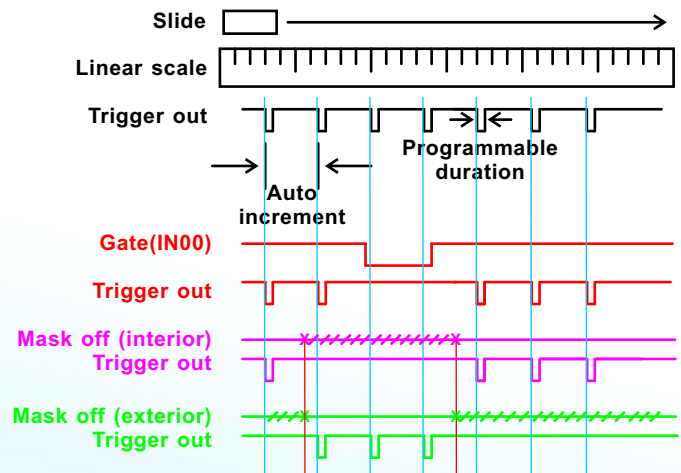 Slide
Linear scale
Trigger out
Programmable
duration
Auto
increment
Gate(IN00)
Trigger out
Mask off (interior)
Trigger out
Mask off (exterior)
Trigger out